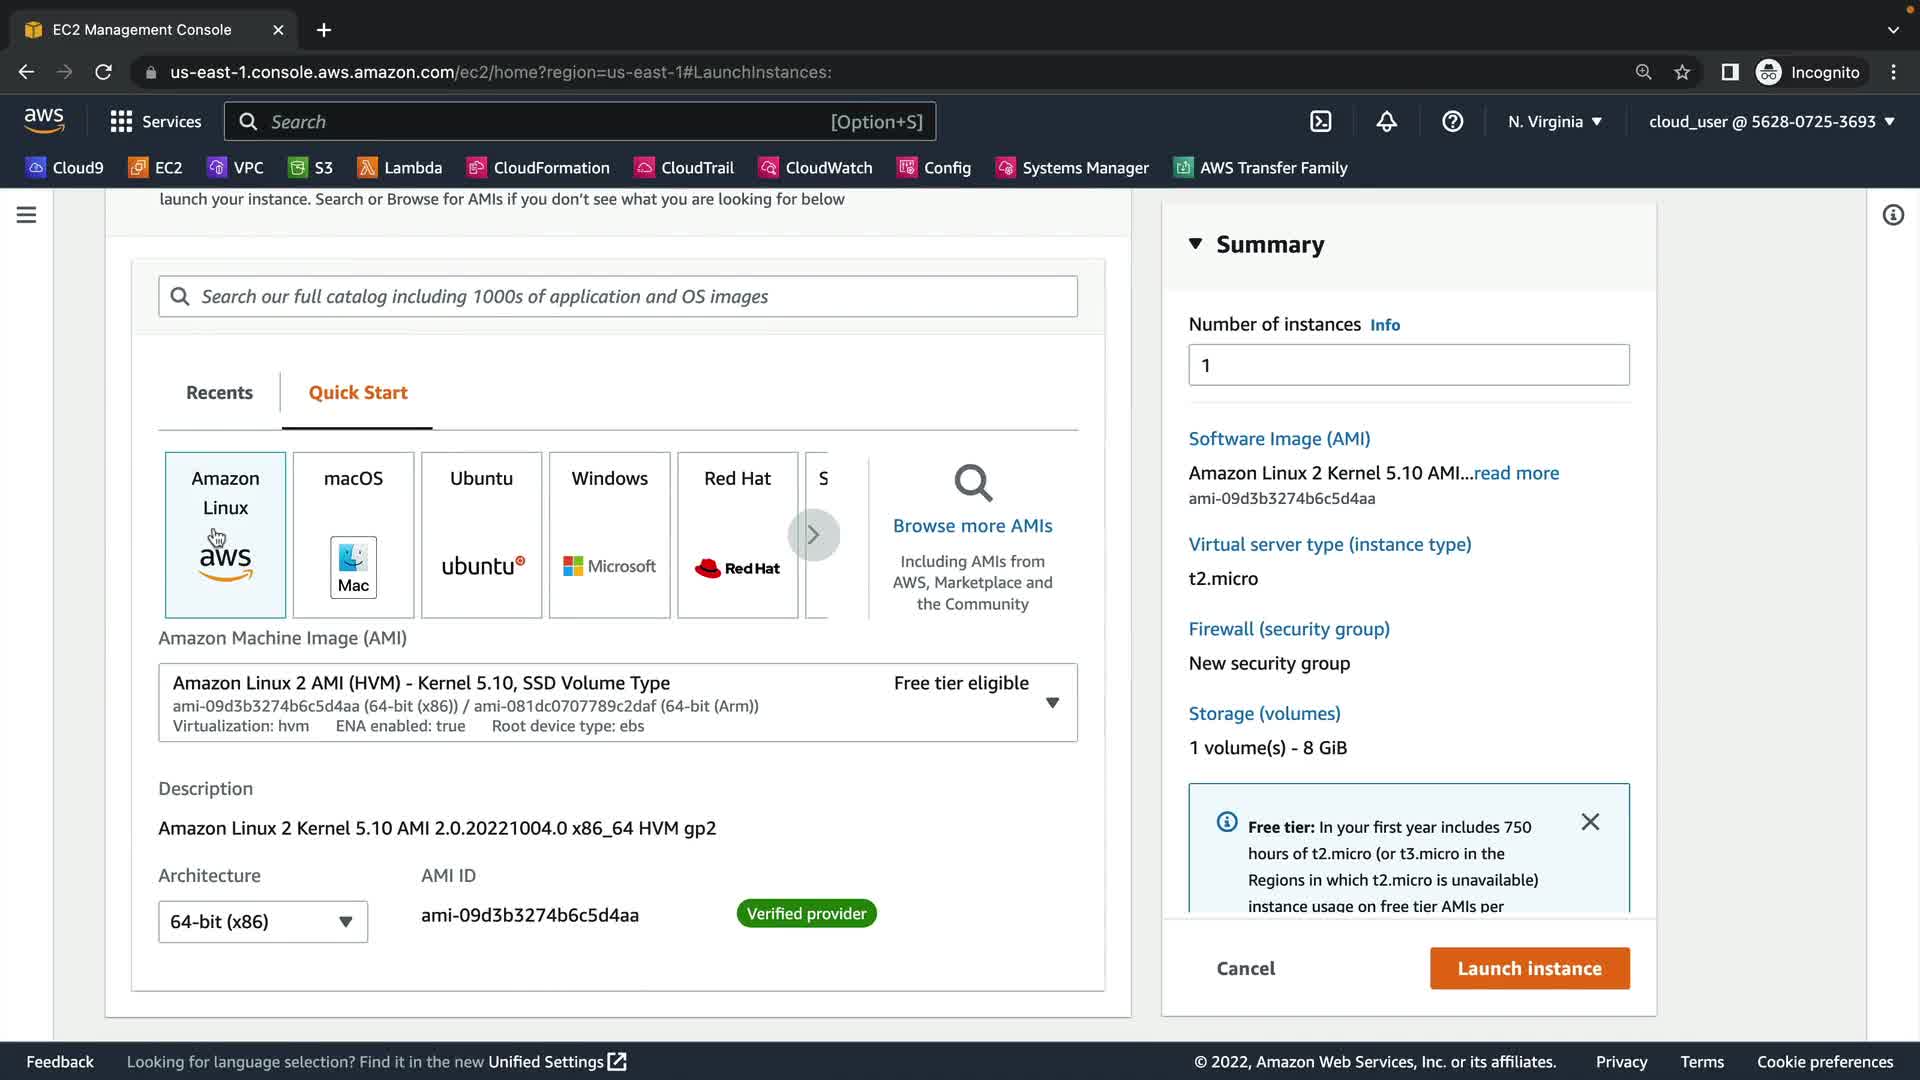 EC2 Management Console
us-east-1.console.aws.amazon.com/ec2/home?region=us-east-1#LaunchInstances:
Incognito
aws
Services
Search
[Option+S]
N. Virginia
cloud_user @ 5628-0725-3693
Cloud9
EC2
VPC
S3
Lambda
CloudFormation
CloudTrail
CloudWatch
Config
Systems Manager
AWS Transfer Family
launch your instance. Search or Browse for AMIs if you don't see what you are looking for below
Search our full catalog including 1000s of application and OS images
Recents
Quick Start
Amazon
Linux
aws
macOS
Mac
Ubuntu
ubuntu
Windows
Microsoft
Red Hat
Red Hat
S
Browse more AMIs
Including AMIs from
AWS, Marketplace and
the Community
Amazon Machine Image (AMI)
Amazon Linux 2 AMI (HVM) - Kernel 5.10, SSD Volume Type
Free tier eligible
ami-09d3b3274b6c5d4aa (64-bit (x86)) / ami-081dc0707789c2daf (64-bit (Arm))
Virtualization: hvm ENA enabled: true Root device type: ebs
Description
Amazon Linux 2 Kernel 5.10 AMI 2.0.20221004.0 x86_64 HVM gp2
Architecture
AMI ID
64-bit (x86)
ami-09d3b3274b6c5d4aa
Verified provider
Summary
Number of instances Info
1
Software Image (AMI)
Amazon Linux 2 Kernel 5.10 AMI...read more
ami-09d3b3274b6c5d4aa
Virtual server type (instance type)
t2.micro
Firewall (security group)
New security group
Storage (volumes)
1 volume(s) - 8 GiB
Free tier: In your first year includes 750
hours of t2.micro (or t3.micro in the
Regions in which t2.micro is unavailable)
instance usage on free tier AMIs per
Cancel
Launch instance
Feedback
Looking for language selection? Find it in the new Unified Settings
© 2022, Amazon Web Services, Inc. or its affiliates.
Privacy
Terms
Cookie preferences